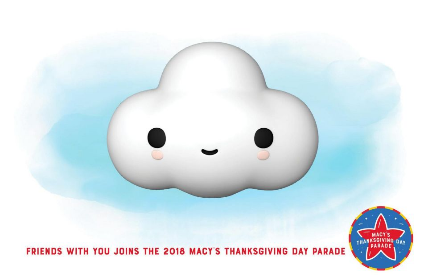 FRIENDS WITH YOU JOINS THE 2018 MACY'S THANKSGIVING DAY PARADE
MACY'S
THANKSGIVING DAY
PARADE